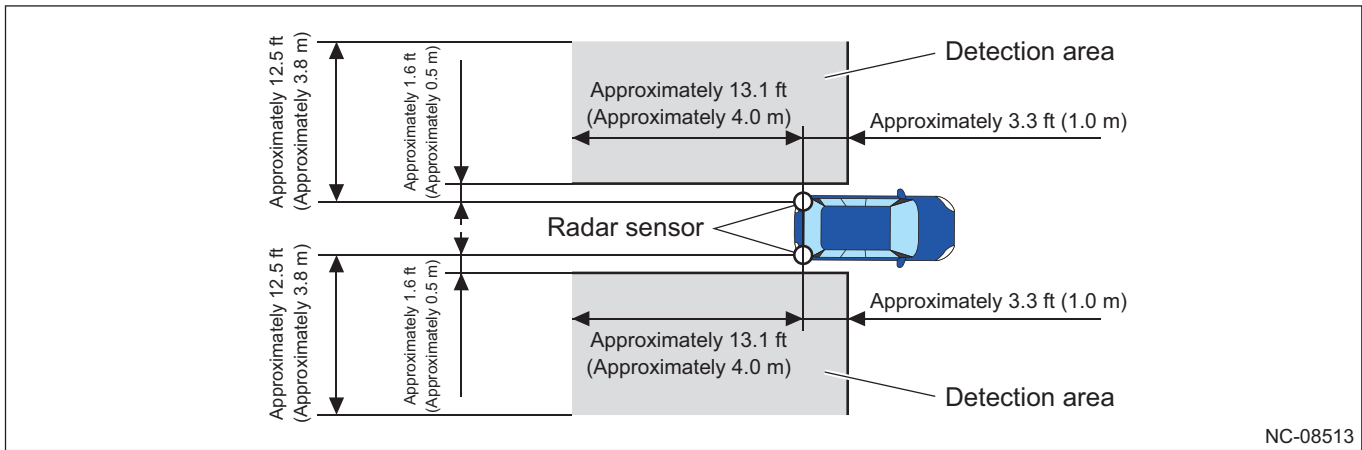 Approximately 12.5 ft
(Approximately 3.8 m)
Approximately 1.6 ft
(Approximately 0.5 m)
Approximately 13.1 ft
(Approximately 4.0 m)
Detection area
Approximately 3.3 ft (1.0 m)
Radar sensor
Approximately 12.5 ft
(Approximately 3.8 m)
Approximately 1.6 ft
(Approximately 0.5 m)
Approximately 13.1 ft
(Approximately 4.0 m)
Approximately 3.3 ft (1.0 m)
Detection area
NC-08513